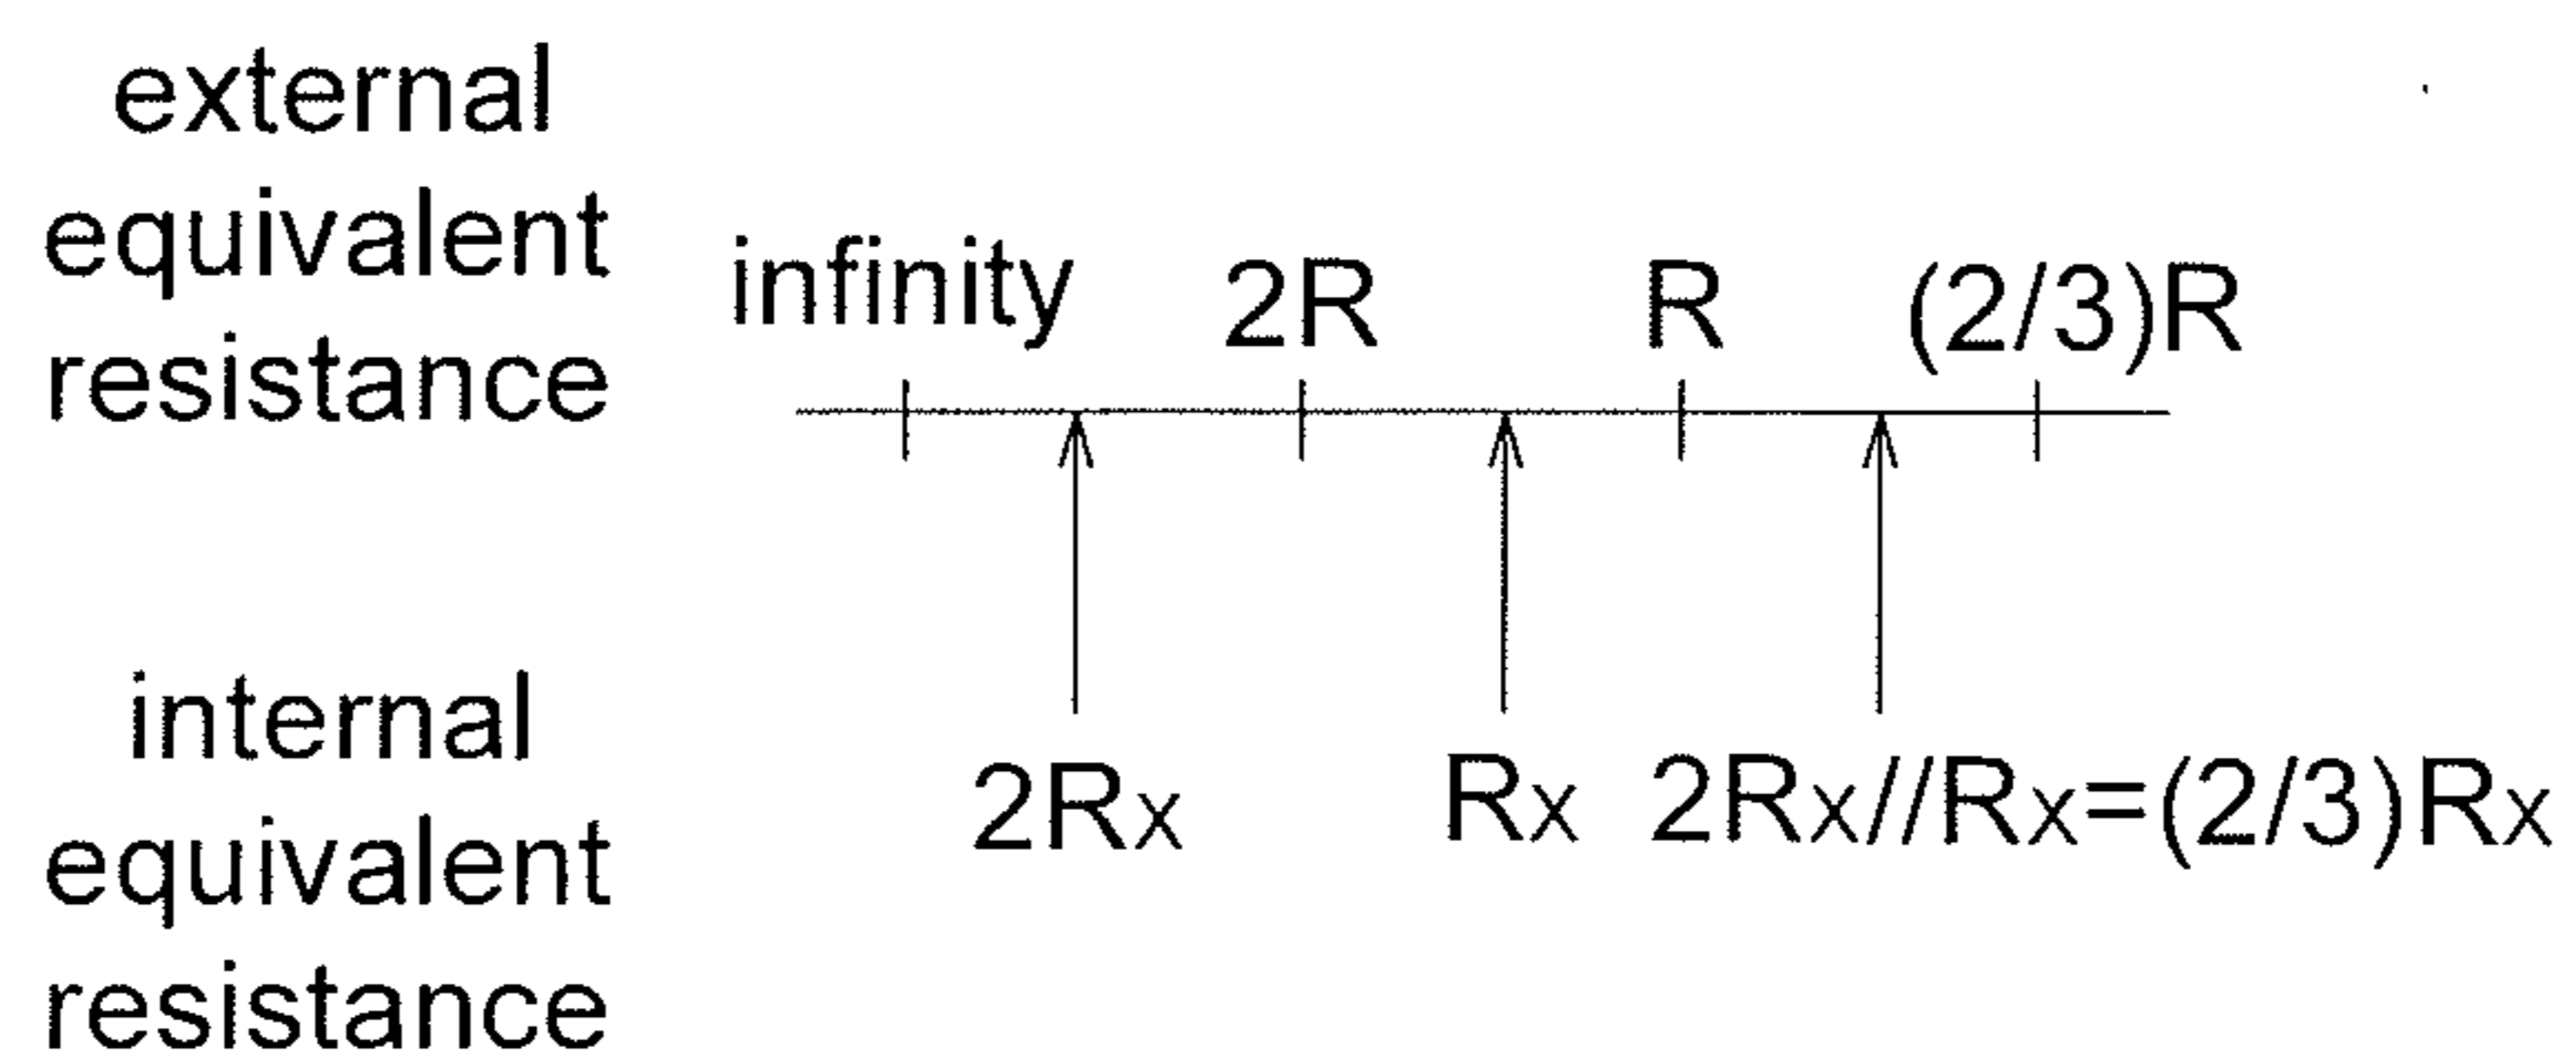 external
equivalent
resistance
infinity 2R R (2/3)R
internal
equivalent
resistance
2Rx Rx 2Rx//Rx=(2/3)Rx